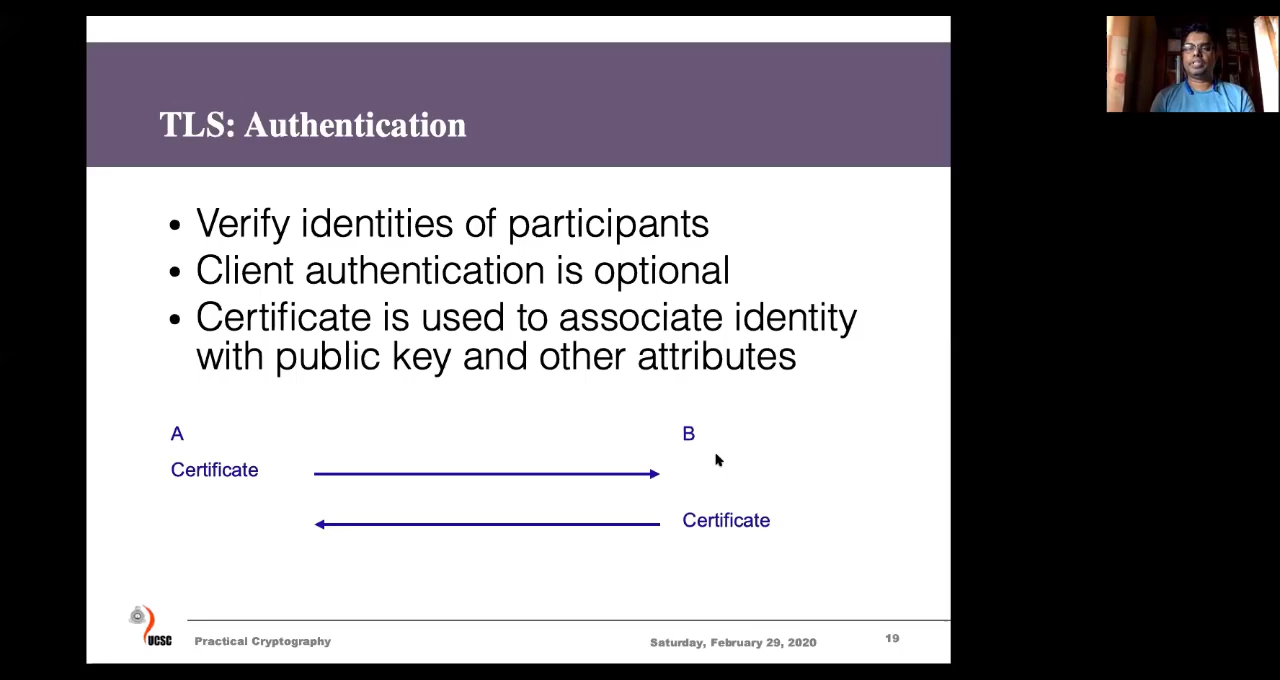 TLS: Authentication
• Verify identities of participants
• Client authentication is optional
• Certificate is used to associate identity
with public key and other attributes
A B
Certificate
Certificate
UCSC Practical Cryptography Saturday, February 29, 2020 19